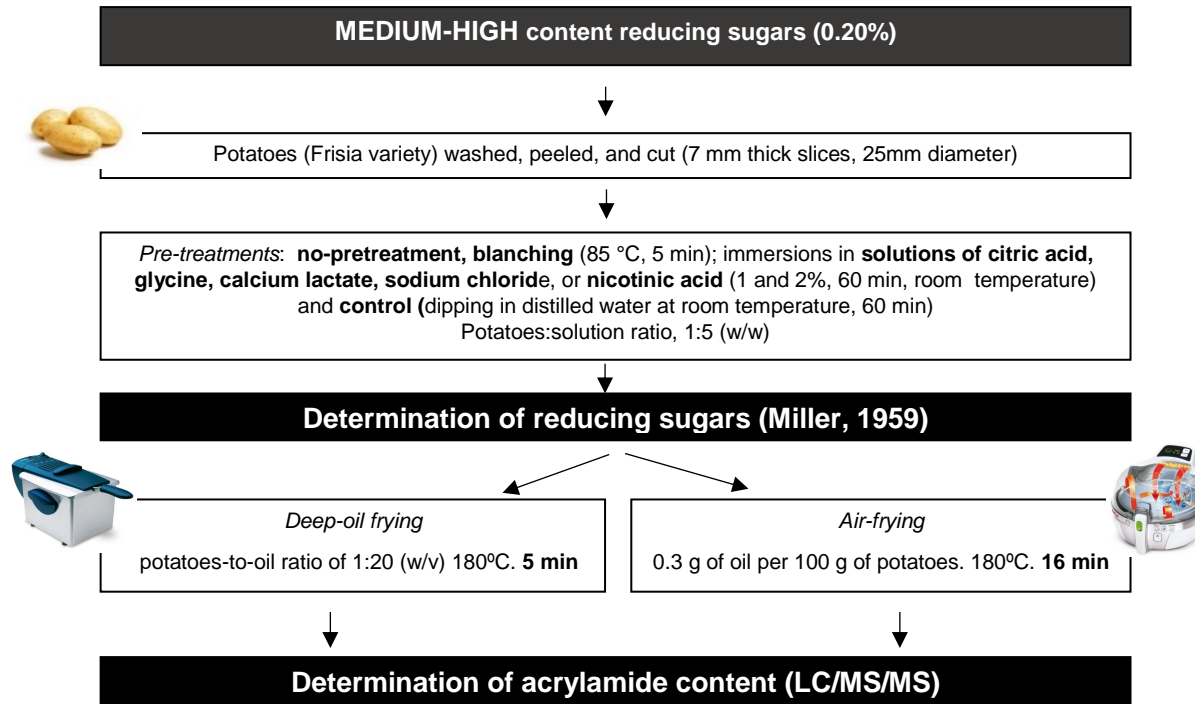 MEDIUM-HIGH content reducing sugars (0.20%)
Potatoes (Frisia variety) washed, peeled, and cut (7 mm thick slices, 25mm diameter)
Pre-treatments: no-pretreatment, blanching (85 °C, 5 min); immersions in solutions of citric acid,
glycine, calcium lactate, sodium chloride, or nicotinic acid (1 and 2%, 60 min, room temperature)
and control (dipping in distilled water at room temperature, 60 min)
Potatoes:solution ratio, 1:5 (w/w)
Determination of reducing sugars (Miller, 1959)
Deep-oil frying
potatoes-to-oil ratio of 1:20 (w/v) 180ºC. 5 min
Air-frying
0.3 g of oil per 100 g of potatoes. 180ºC. 16 min
Determination of acrylamide content (LC/MS/MS)